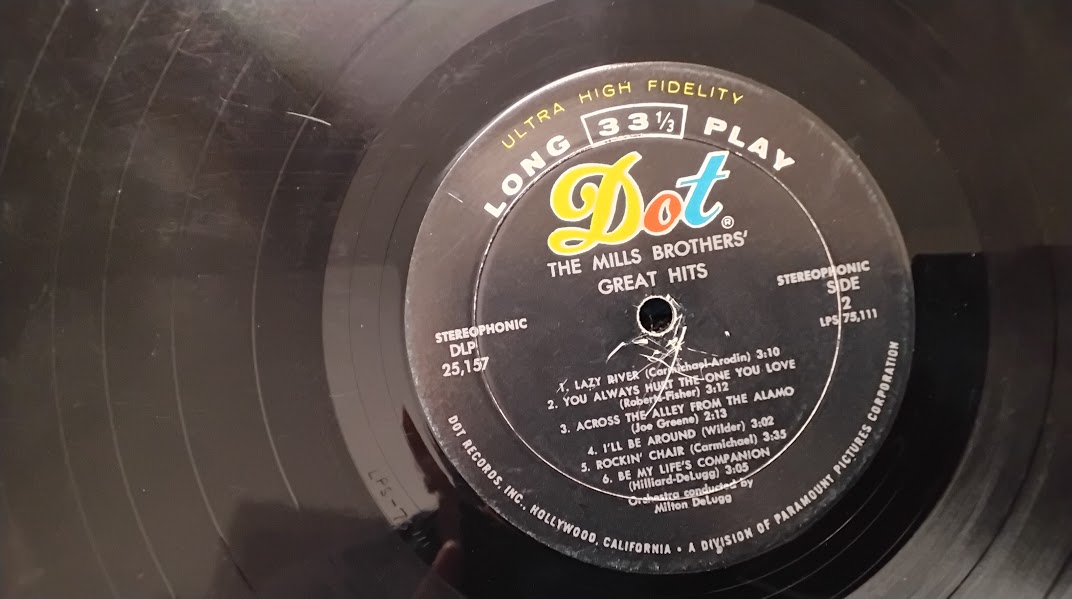 ULTRA HIGH FIDELITY
LONG 33 1/3 PLAY
Dot®
THE MILLS BROTHERS'
GREAT HITS
STEREOPHONIC
DLP
25,157
STEREOPHONIC
SIDE
2
LPS 75,111
1. LAZY RIVER (Carmichael-Arodin) 3:10
2. YOU ALWAYS HURT THE ONE YOU LOVE
(Roberts-Fisher) 3:12
3. ACROSS THE ALLEY FROM THE ALAMO
(Joe Greene) 2:13
4. I'LL BE AROUND (Wilder) 3:02
5. ROCKIN' CHAIR (Carmichael) 3:35
6. BE MY LIFE'S COMPANION
(Hilliard-DeLugg) 3:05
Orchestra conducted by
Milton DeLugg
DOT RECORDS, INC., HOLLYWOOD, CALIFORNIA • A DIVISION OF PARAMOUNT PICTURES CORPORATION
LPS-7